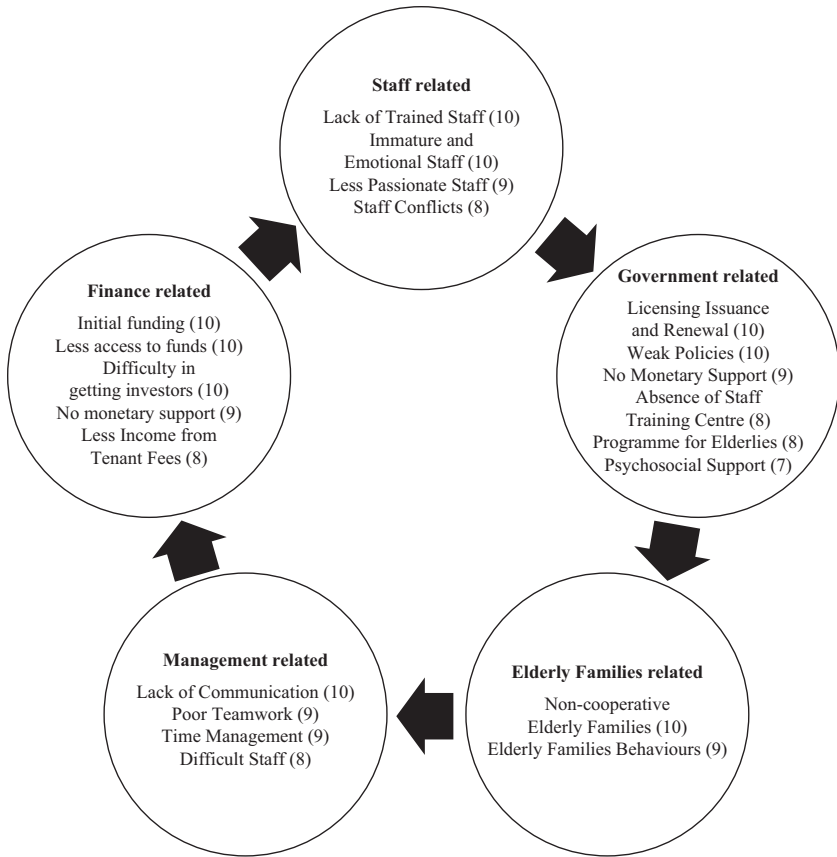 Staff related
Lack of Trained Staff (10)
Immature and
Emotional Staff (10)
Less Passionate Staff (9)
Staff Conflicts (8)
Government related
Licensing Issuance
and Renewal (10)
Weak Policies (10)
No Monetary Support (9)
Absence of Staff
Training Centre (8)
Programme for Elderlies (8)
Psychosocial Support (7)
Elderly Families related
Non-cooperative
Elderly Families (10)
Elderly Families Behaviours (9)
Management related
Lack of Communication (10)
Poor Teamwork (9)
Time Management (9)
Difficult Staff (8)
Finance related
Initial funding (10)
Less access to funds (10)
Difficulty in
getting investors (10)
No monetary support (9)
Less Income from
Tenant Fees (8)